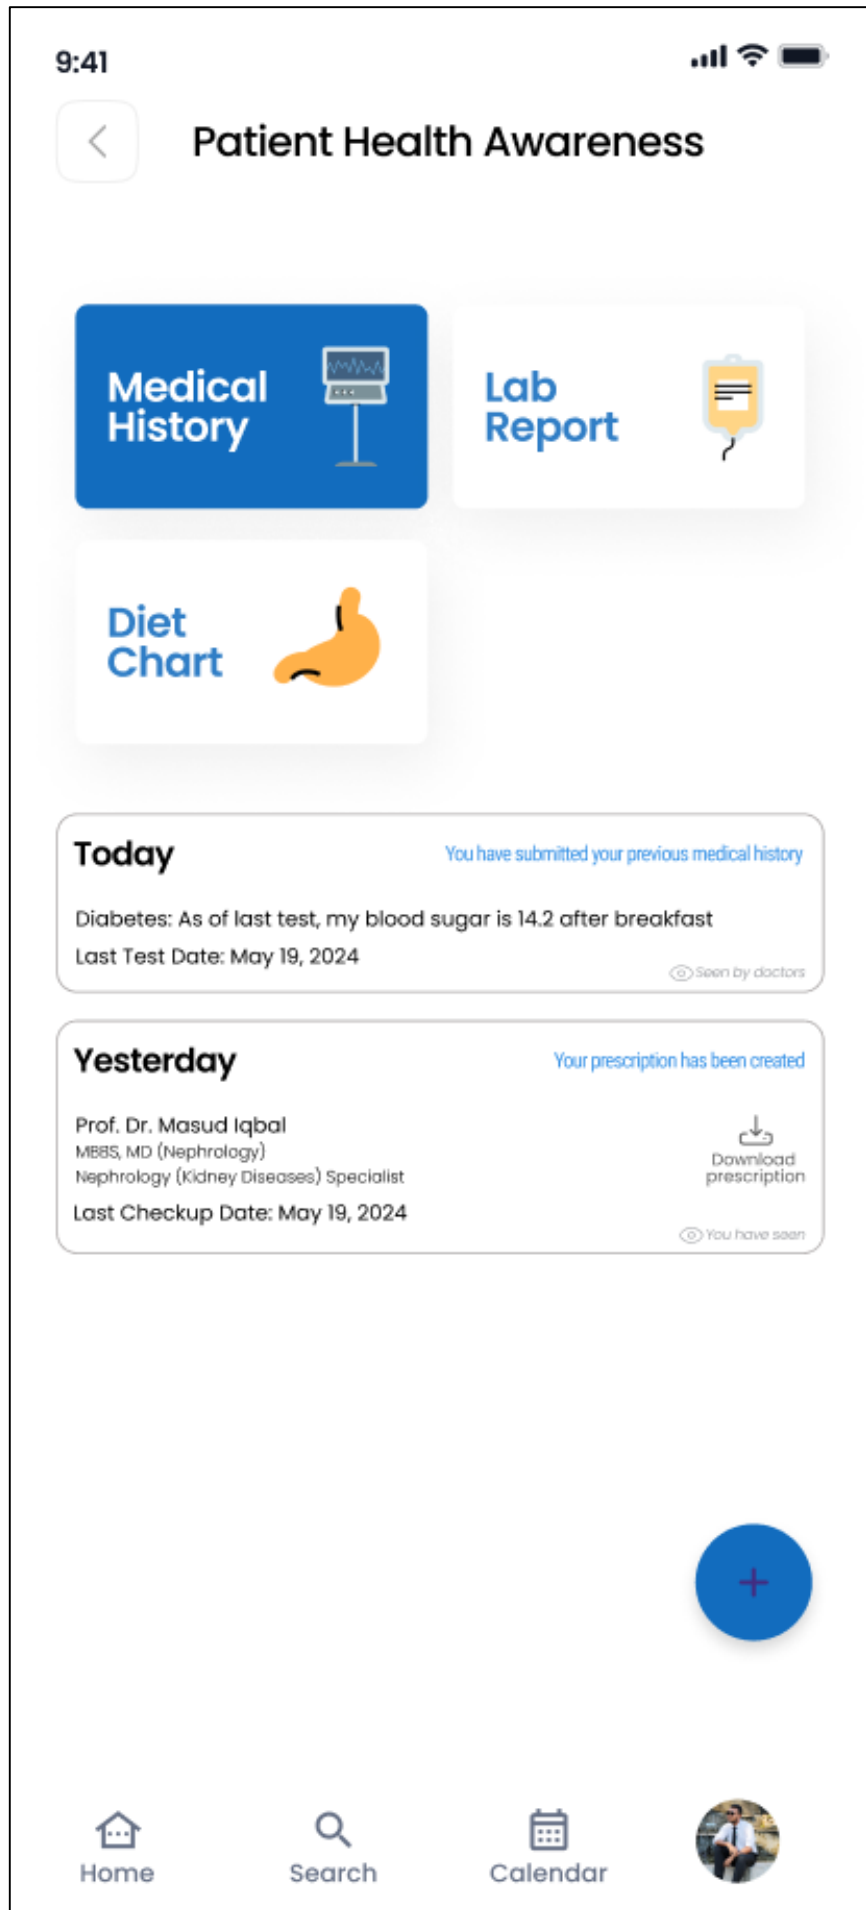 9:41
Patient Health Awareness
Medical
History
Lab
Report
Diet
Chart
Today
You have submitted your previous medical history
Diabetes: As of last test, my blood sugar is 14.2 after breakfast
Last Test Date: May 19, 2024
Seen by doctors
Yesterday
Your prescription has been created
Prof. Dr. Masud Iqbal
MBBS, MD (Nephrology)
Nephrology (Kidney Diseases) Specialist
Download
prescription
Last Checkup Date: May 19, 2024
You have seen
+
Home
Search
Calendar